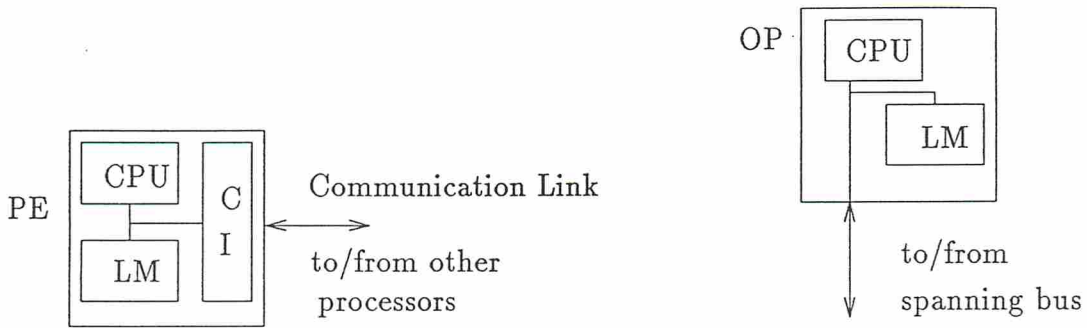 PE
CPU
LM
C
I
Communication Link
to/from other
processors
OP
CPU
LM
to/from
spanning bus